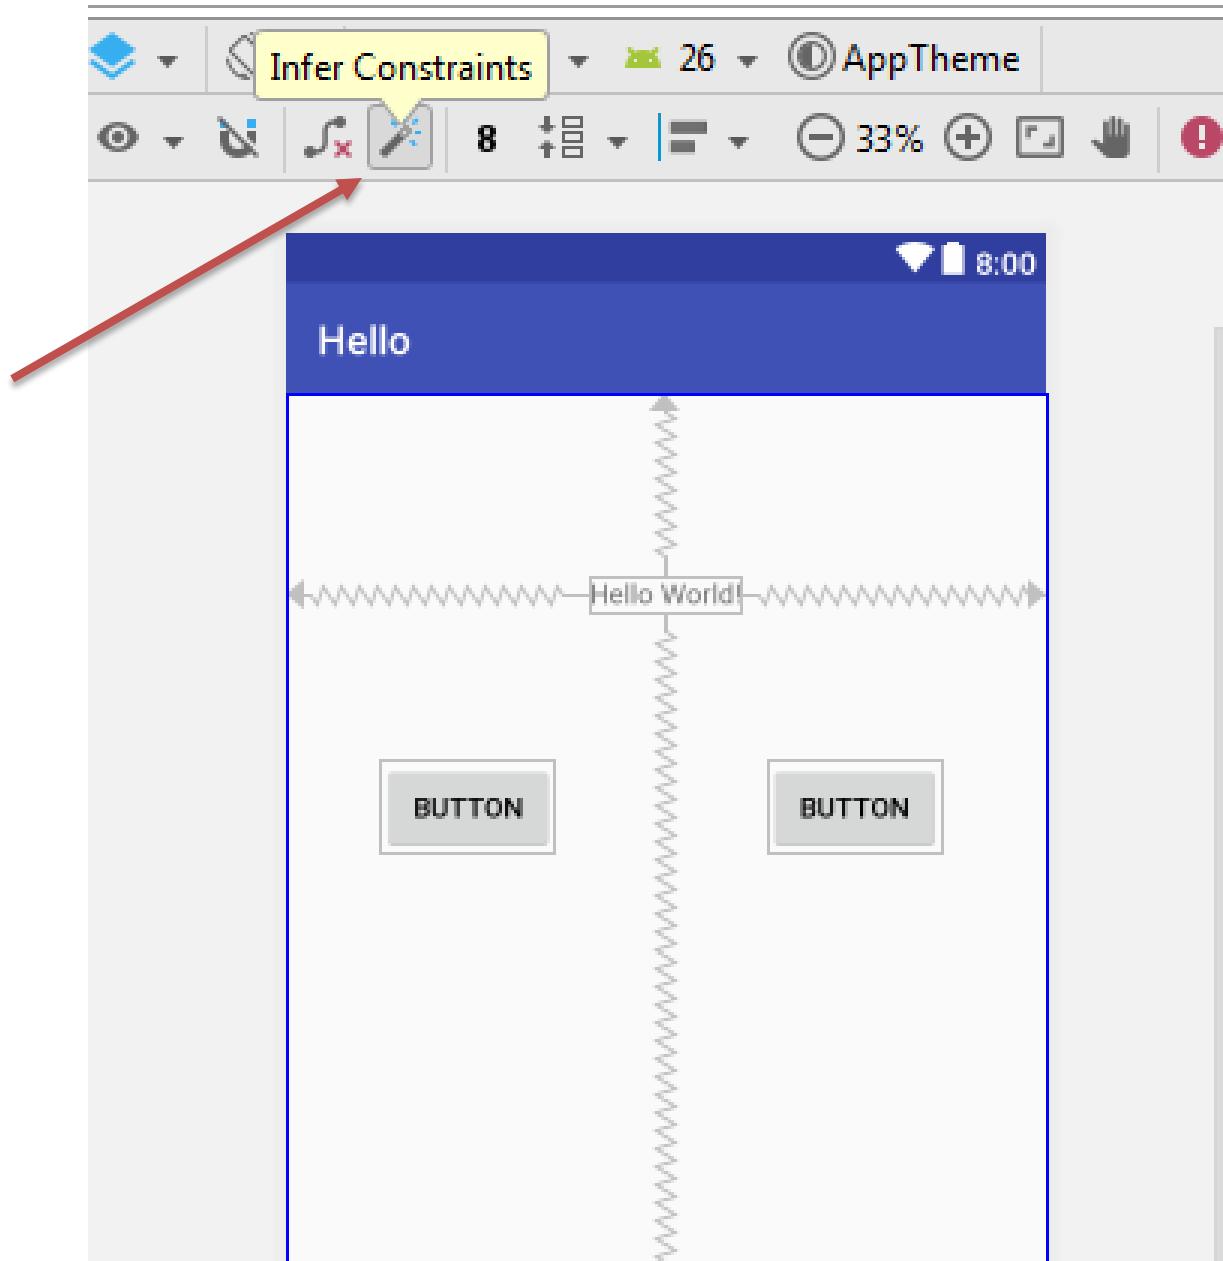 Infer Constraints
26
AppTheme
8
33%
8:00
Hello
Hello World!
BUTTON
BUTTON